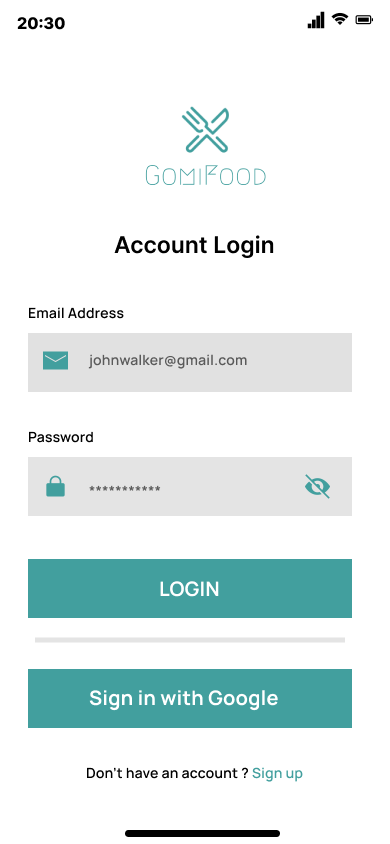 20:30
GomiFood
Account Login
Email Address
johnwalker@gmail.com
Password
***********
LOGIN
Sign in with Google
Don't have an account ? Sign up